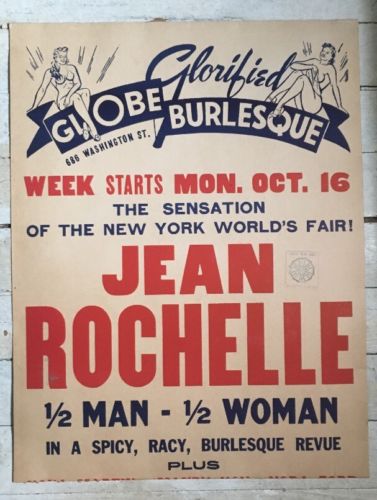 Glorified
GLOBE BURLESQUE
686 WASHINGTON ST.
WEEK STARTS MON. OCT. 16
THE SENSATION
OF THE NEW YORK WORLD'S FAIR!
JEAN
ROCHELLE
½ MAN - ½ WOMAN
IN A SPICY, RACY, BURLESQUE REVUE
PLUS